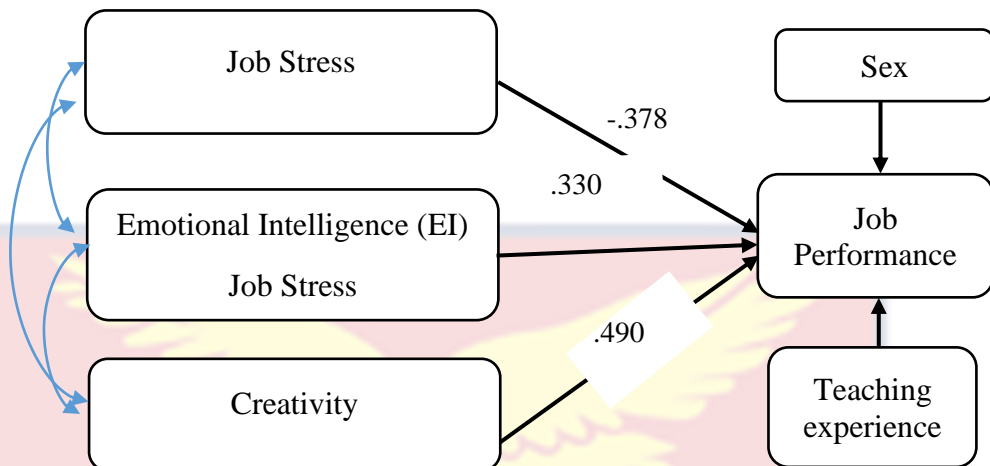 Job Stress
-.378
.330
Emotional Intelligence (EI)
Job Stress
.490
Creativity
Sex
Job
Performance
Teaching
experience